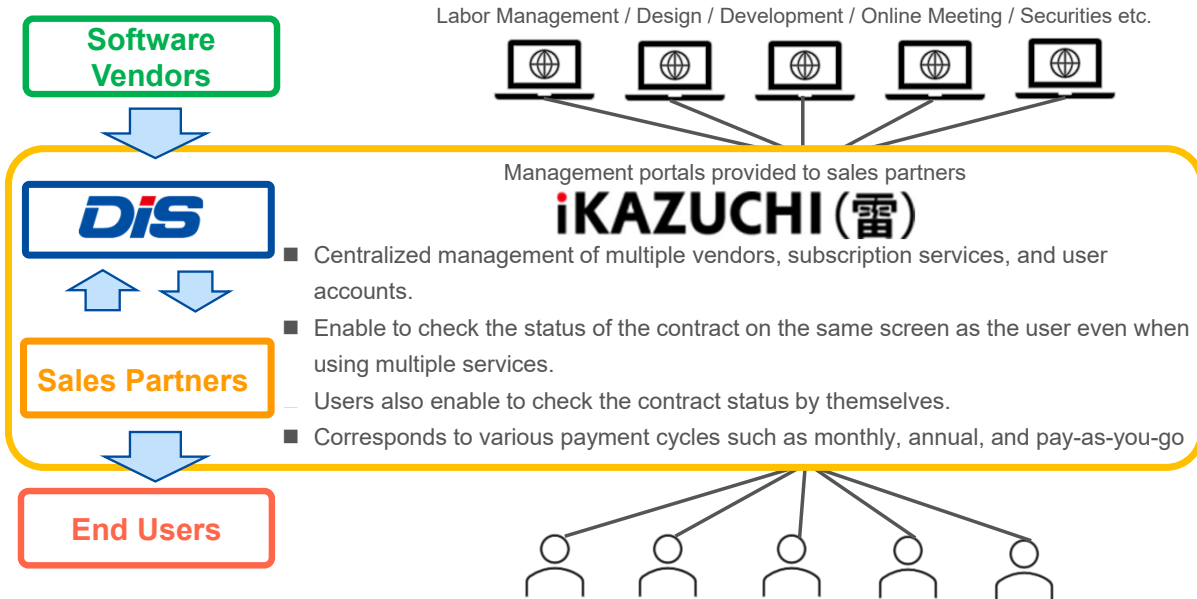 Labor Management / Design / Development / Online Meeting / Securities etc.
Software
Vendors
Management portals provided to sales partners
DiS
iKAZUCHI(雷)
■ Centralized management of multiple vendors, subscription services, and user
accounts.
■ Enable to check the status of the contract on the same screen as the user even when
using multiple services.
Users also enable to check the contract status by themselves.
■ Corresponds to various payment cycles such as monthly, annual, and pay-as-you-go
Sales Partners
End Users